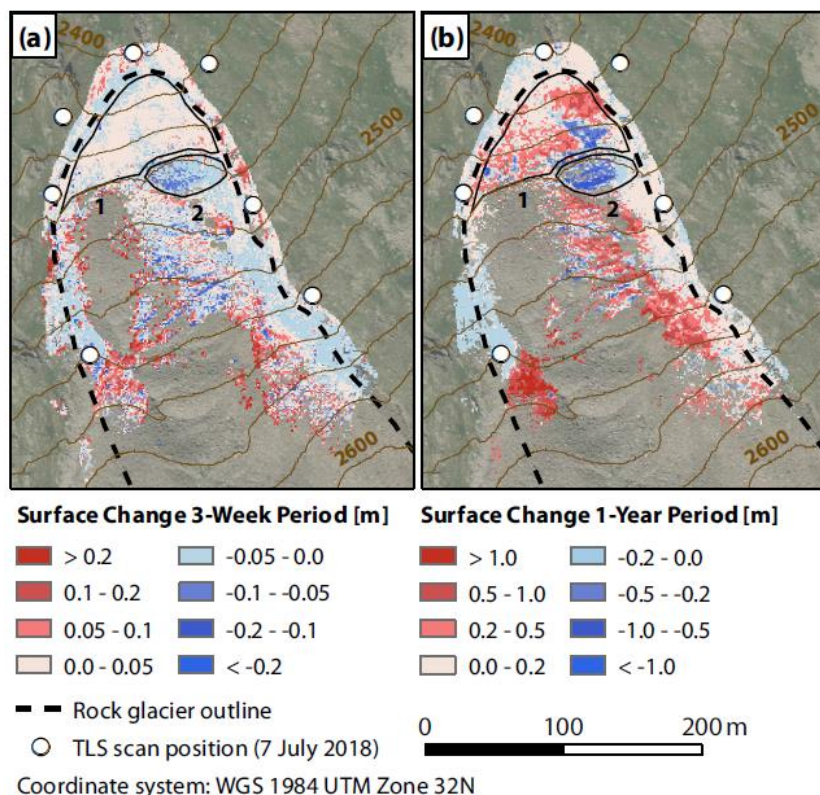 (a)
2400
2500
1
2
2600
(b)
2400
2500
1
2
2600
Surface Change 3-Week Period [m]
> 0.2
-0.05 - 0.0
0.1 - 0.2
-0.1 - -0.05
0.05 - 0.1
-0.2 - -0.1
0.0 - 0.05
< -0.2
Surface Change 1-Year Period [m]
> 1.0
-0.2 - 0.0
0.5 - 1.0
-0.5 - -0.2
0.2 - 0.5
-1.0 - -0.5
0.0 - 0.2
< -1.0
Rock glacier outline
TLS scan position (7 July 2018)
0 100 200 m
Coordinate system: WGS 1984 UTM Zone 32N